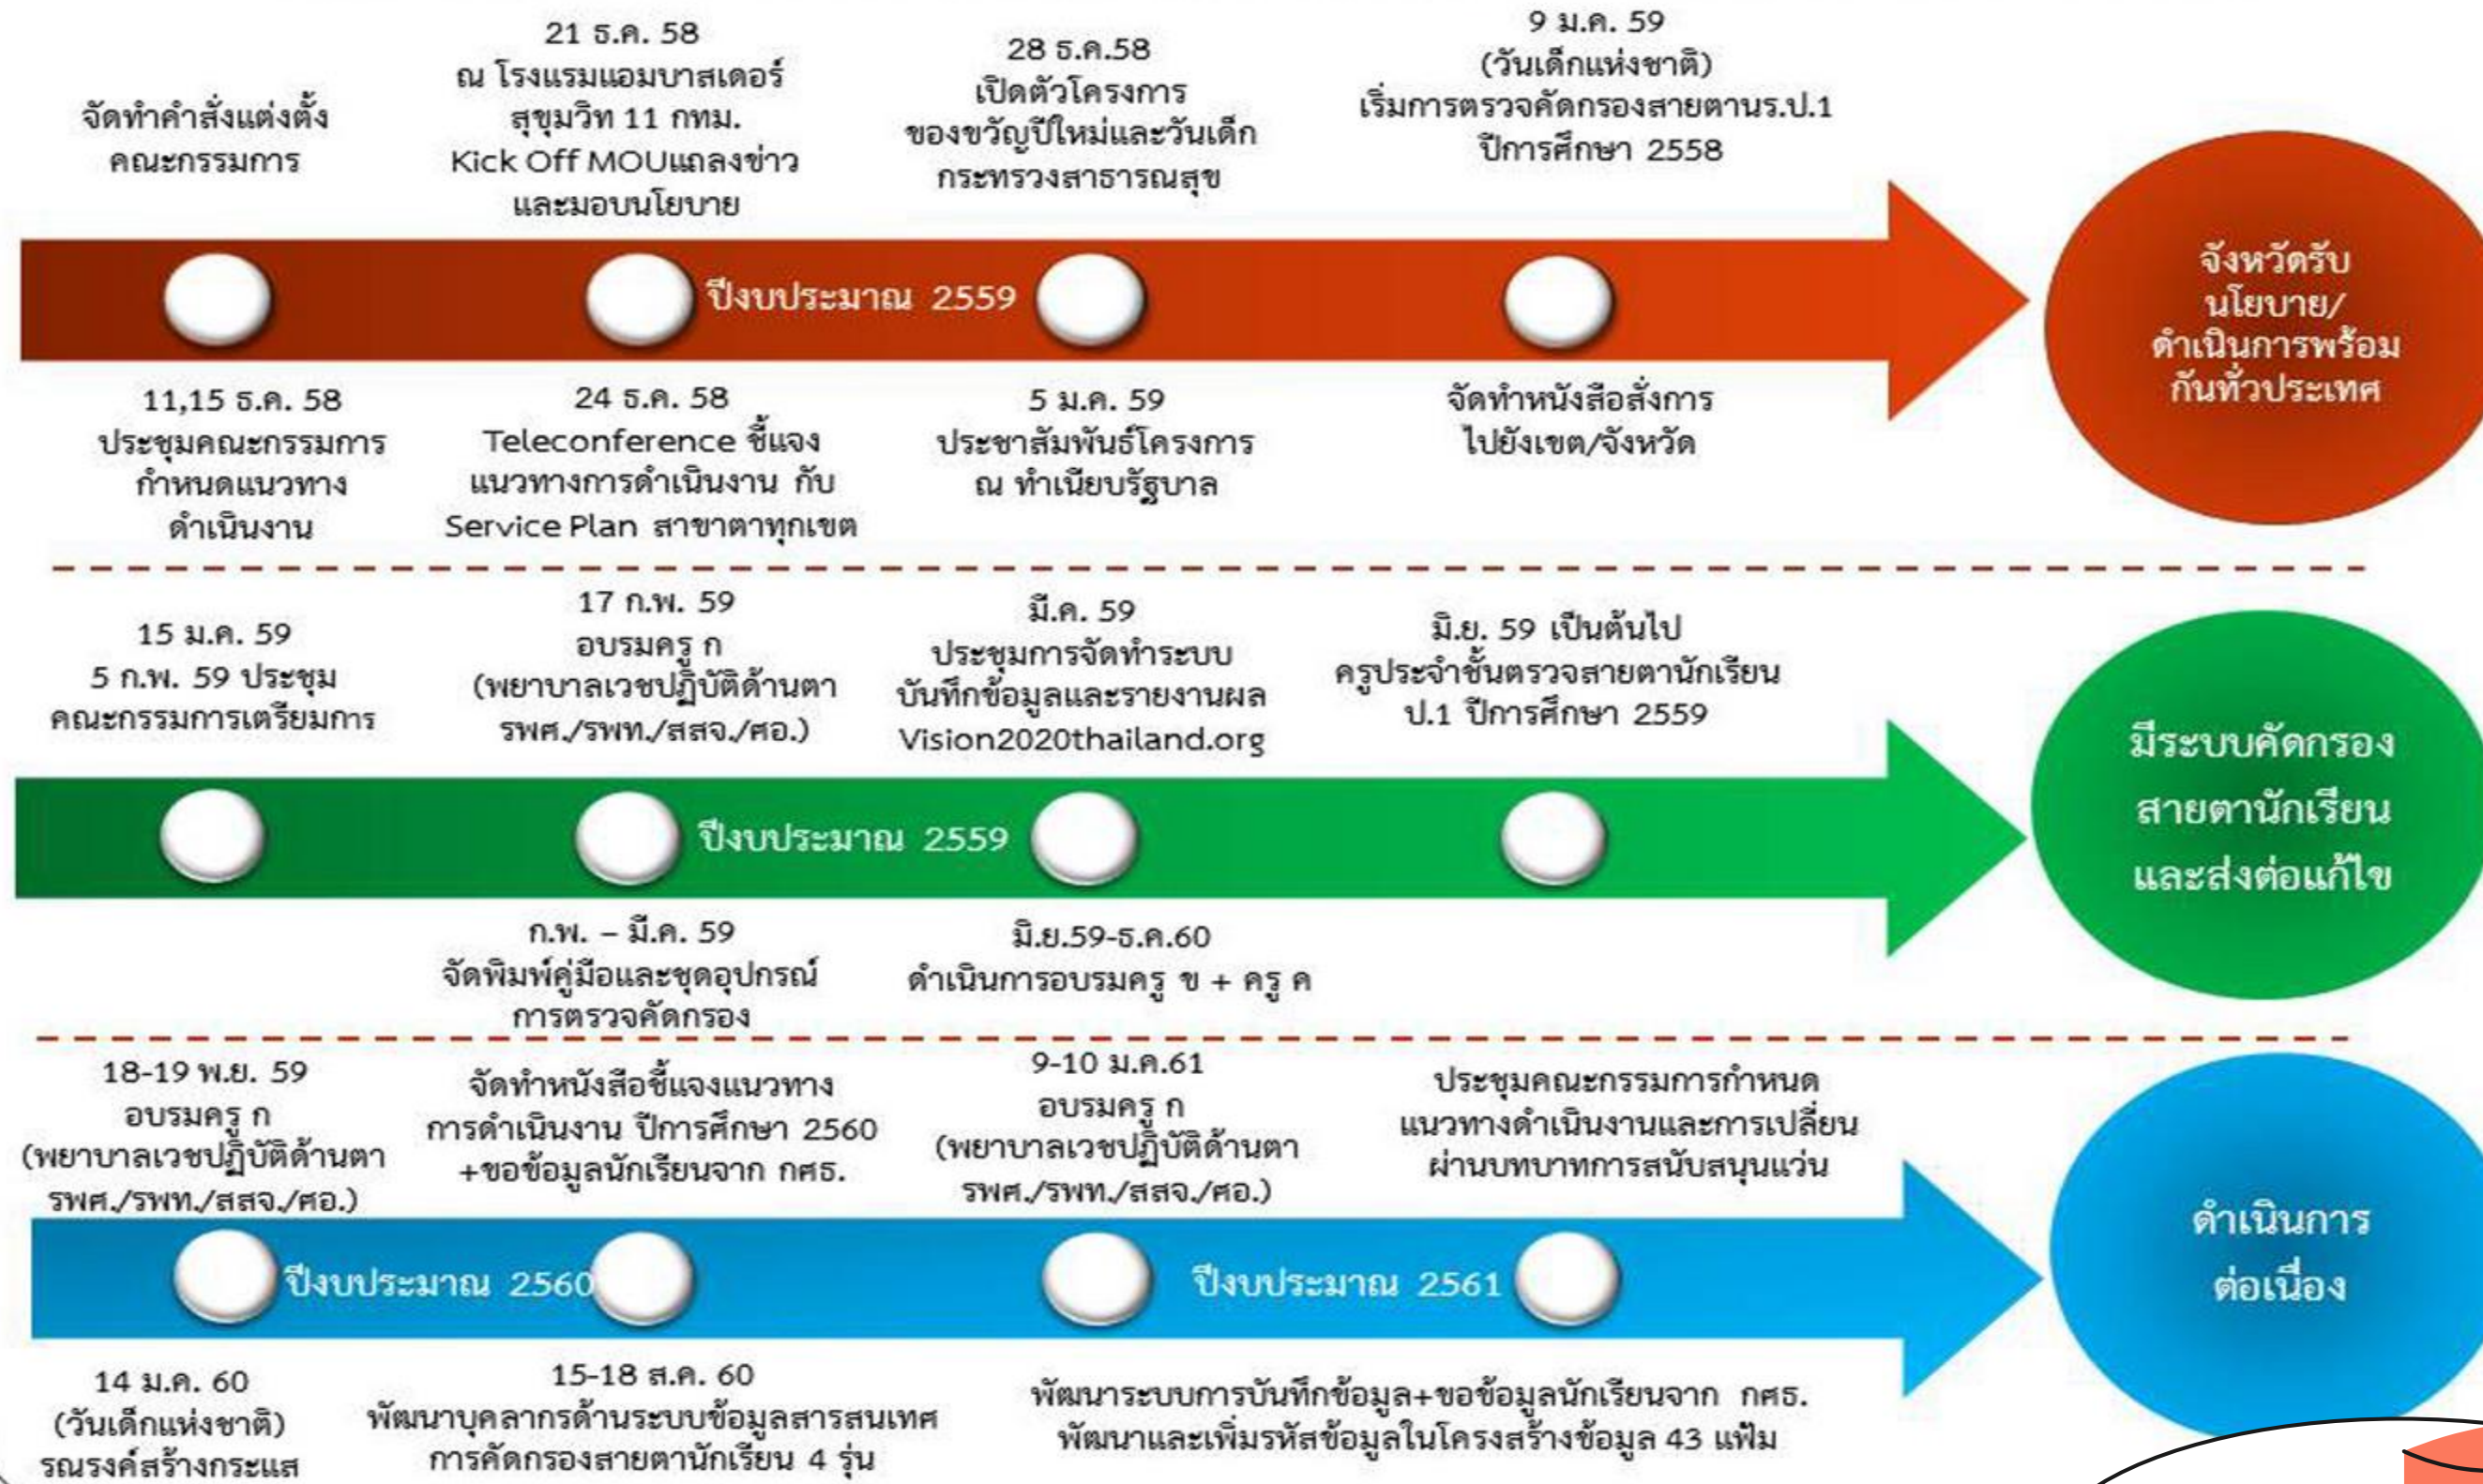 จัดทำคำสั่งแต่งตั้ง
คณะกรรมการ
21 ธ.ค. 58
ณ โรงแรมแอมบาสเดอร์
สุขุมวิท 11 กทม.
Kick Off MOUแถลงข่าว
และมอบนโยบาย
28 ธ.ค.58
เปิดตัวโครงการ
ของขวัญปีใหม่และวันเด็ก
กระทรวงสาธารณสุข
9 ม.ค. 59
(วันเด็กแห่งชาติ)
เริ่มการตรวจคัดกรองสายตานร.ป.1
ปีการศึกษา 2558
ปีงบประมาณ 2559
จังหวัดรับ
นโยบาย/
ดำเนินการพร้อม
กันทั่วประเทศ
11,15 ธ.ค. 58
ประชุมคณะกรรมการ
กำหนดแนวทาง
ดำเนินงาน
24 ธ.ค. 58
Teleconference ชี้แจง
แนวทางการดำเนินงาน กับ
Service Plan สาขาตาทุกเขต
5 ม.ค. 59
ประชาสัมพันธ์โครงการ
ณ ทำเนียบรัฐบาล
จัดทำหนังสือสั่งการ
ไปยังเขต/จังหวัด
15 ม.ค. 59
5 ก.พ. 59 ประชุม
คณะกรรมการเตรียมการ
17 ก.พ. 59
อบรมครู ก
(พยาบาลเวชปฏิบัติด้านตา
รพศ./รพท./สสจ./ศอ.)
มี.ค. 59
ประชุมการจัดทำระบบ
บันทึกข้อมูลและรายงานผล
Vision2020thailand.org
มิ.ย. 59 เป็นต้นไป
ครูประจำชั้นตรวจสายตานักเรียน
ป.1 ปีการศึกษา 2559
ปีงบประมาณ 2559
มีระบบคัดกรอง
สายตานักเรียน
และส่งต่อแก้ไข
ก.พ. – มี.ค. 59
จัดพิมพ์คู่มือและชุดอุปกรณ์
การตรวจคัดกรอง
มิ.ย.59-ธ.ค.60
ดำเนินการอบรมครู ข + ครู ค
18-19 พ.ย. 59
อบรมครู ก
(พยาบาลเวชปฏิบัติด้านตา
รพศ./รพท./สสจ./ศอ.)
จัดทำหนังสือชี้แจงแนวทาง
การดำเนินงาน ปีการศึกษา 2560
+ขอข้อมูลนักเรียนจาก กศธ.
9-10 ม.ค.61
อบรมครู ก
(พยาบาลเวชปฏิบัติด้านตา
รพศ./รพท./สสจ./ศอ.)
ประชุมคณะกรรมการกำหนด
แนวทางดำเนินงานและการเปลี่ยน
ผ่านบทบาทการสนับสนุนแว่น
ปีงบประมาณ 2560
ปีงบประมาณ 2561
ดำเนินการ
ต่อเนื่อง
14 ม.ค. 60
(วันเด็กแห่งชาติ)
รณรงค์สร้างกระแส
15-18 ส.ค. 60
พัฒนาบุคลากรด้านระบบข้อมูลสารสนเทศ
การคัดกรองสายตานักเรียน 4 รุ่น
พัฒนาระบบการบันทึกข้อมูล+ขอข้อมูลนักเรียนจาก กศธ.
พัฒนาและเพิ่มรหัสข้อมูลในโครงสร้างข้อมูล 43 แฟ้ม